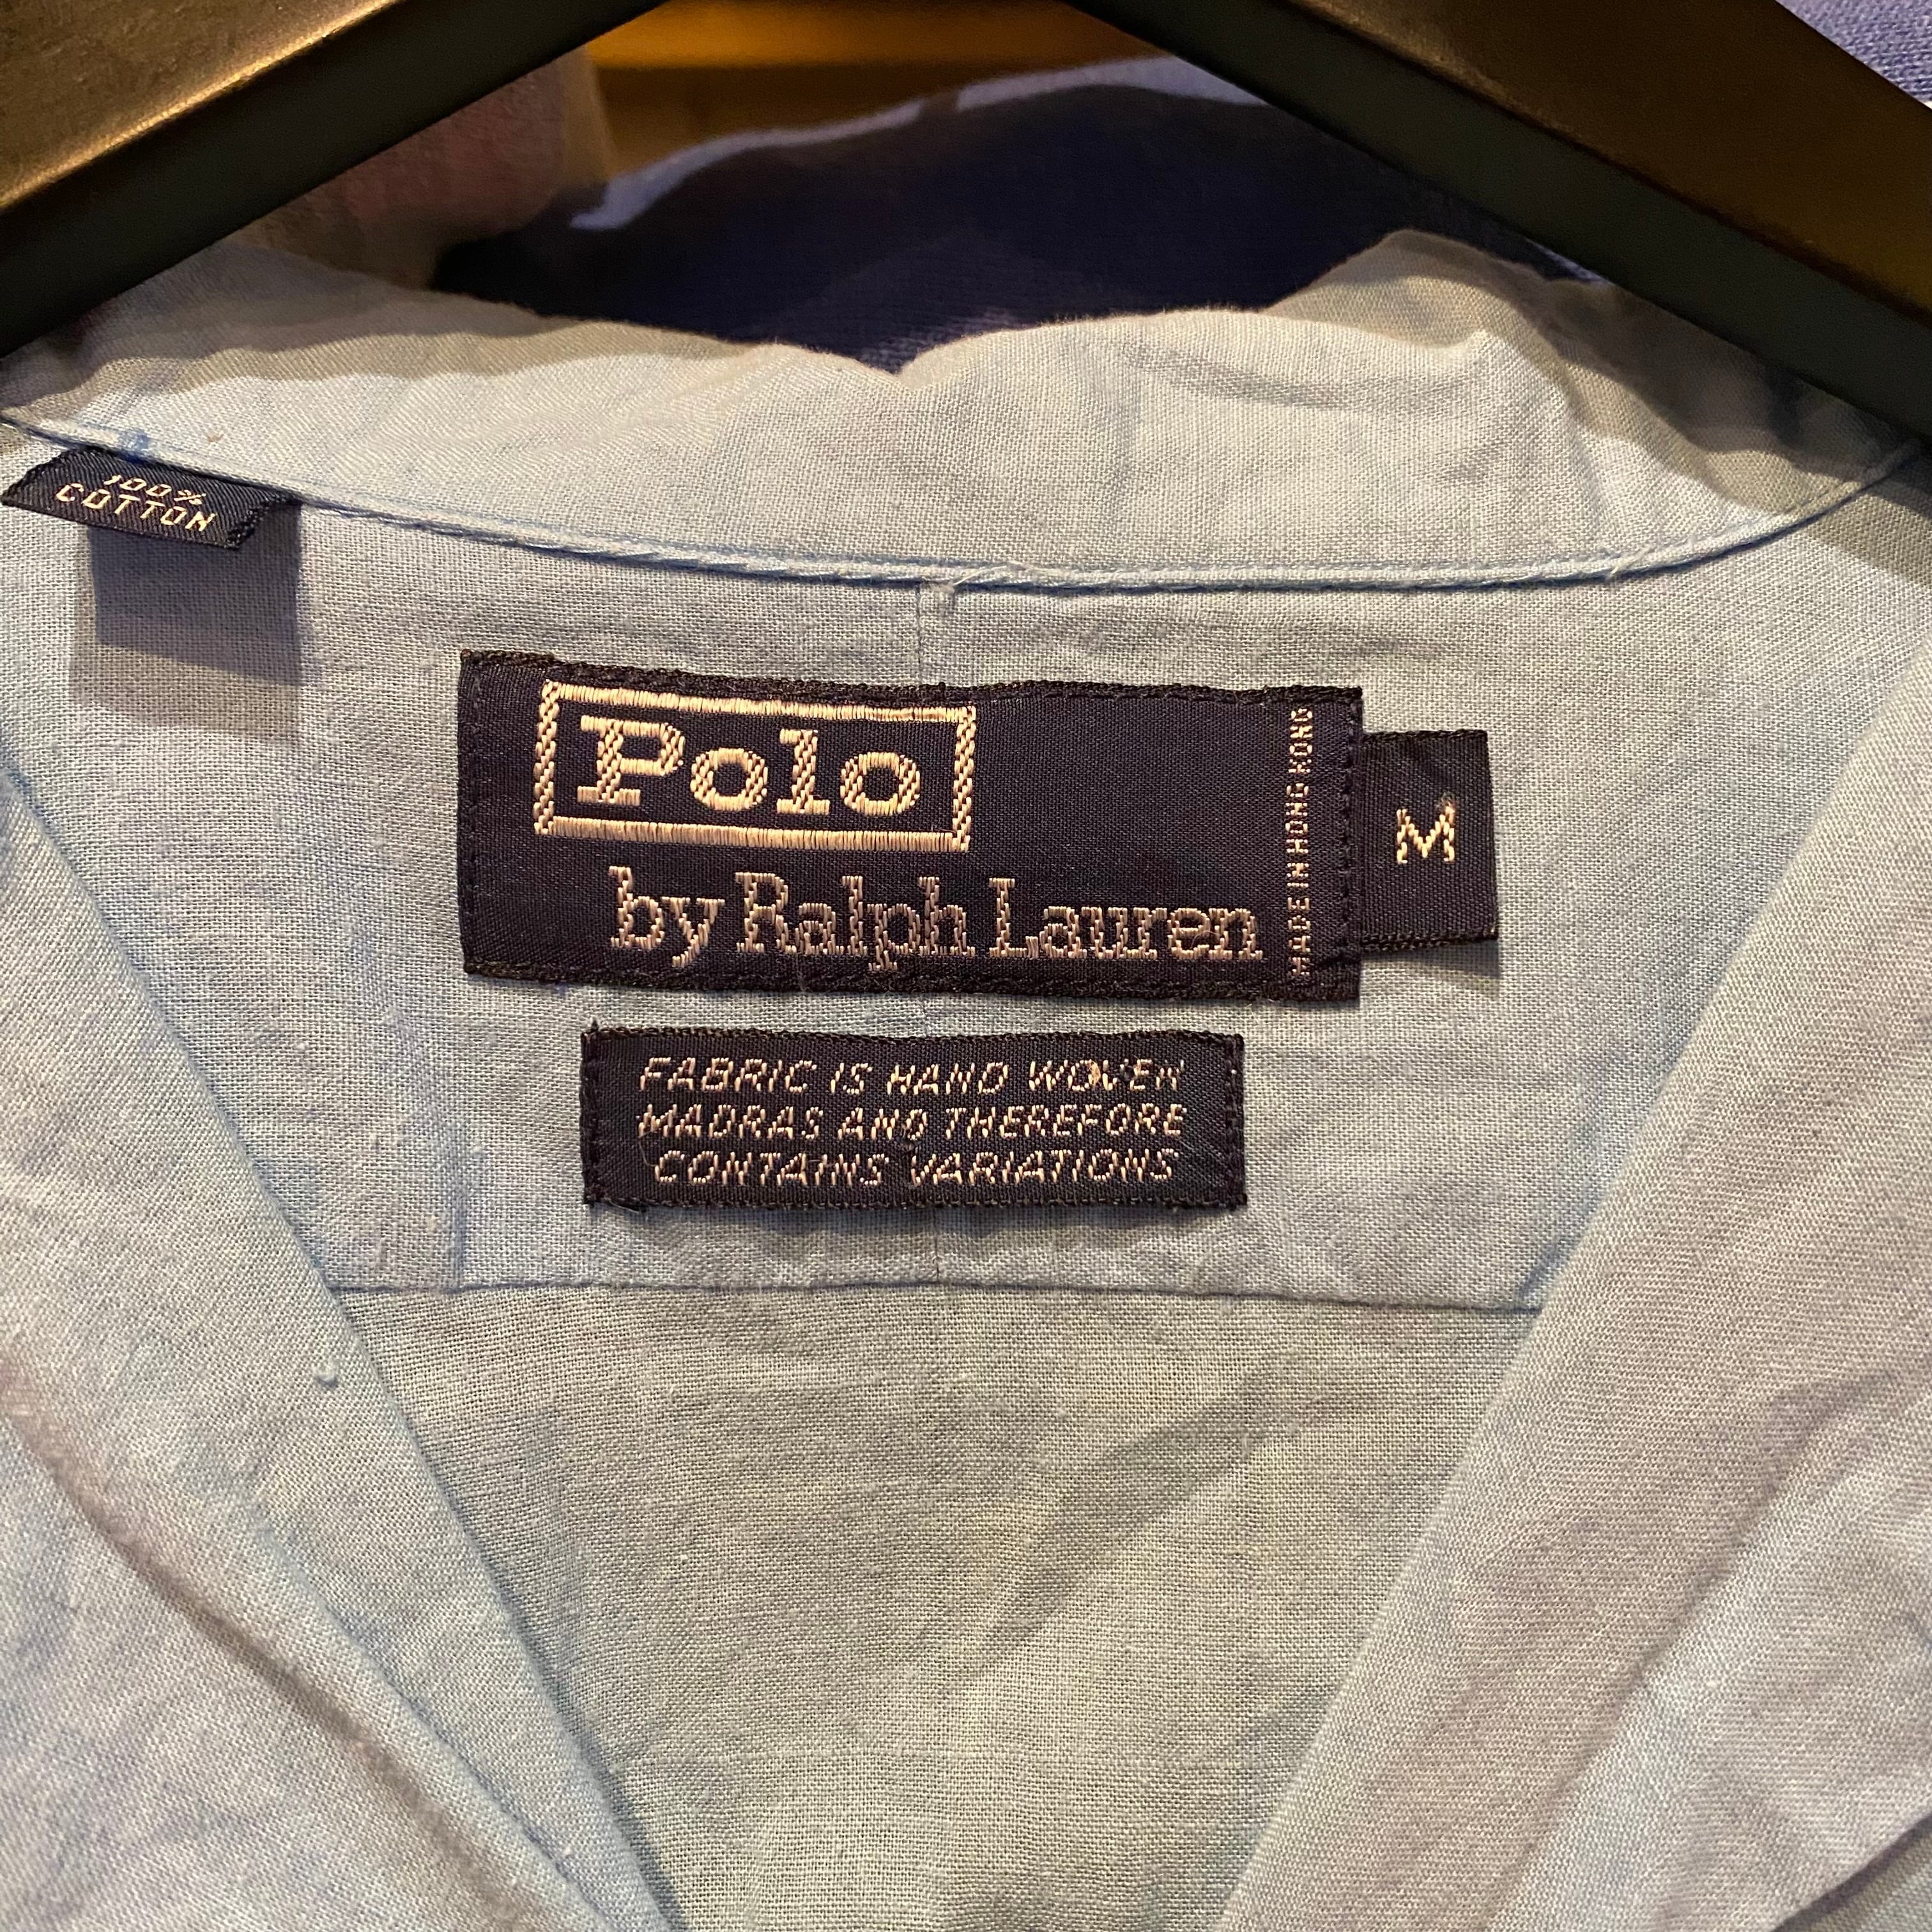 100%
COTTON
Polo
by Ralph Lauren
MADE IN HONG KONG
M
FABRIC IS HAND WOVEN
MADRAS AND THEREFORE
CONTAINS VARIATIONS